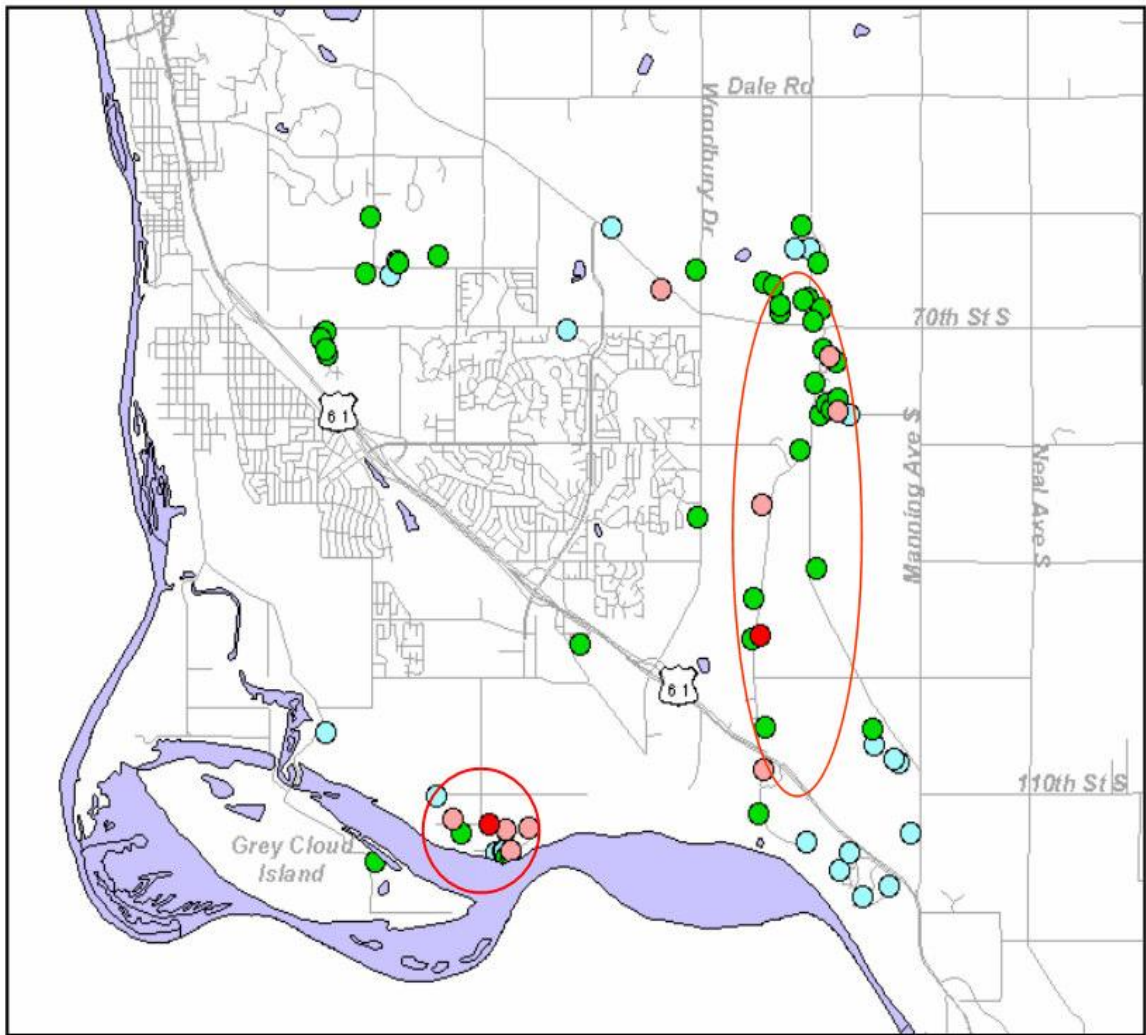 Dale Rd
Woodbury Dr
70th St S
61
Manning Ave S
Neal Ave S
61
110th St S
Grey Cloud
Island